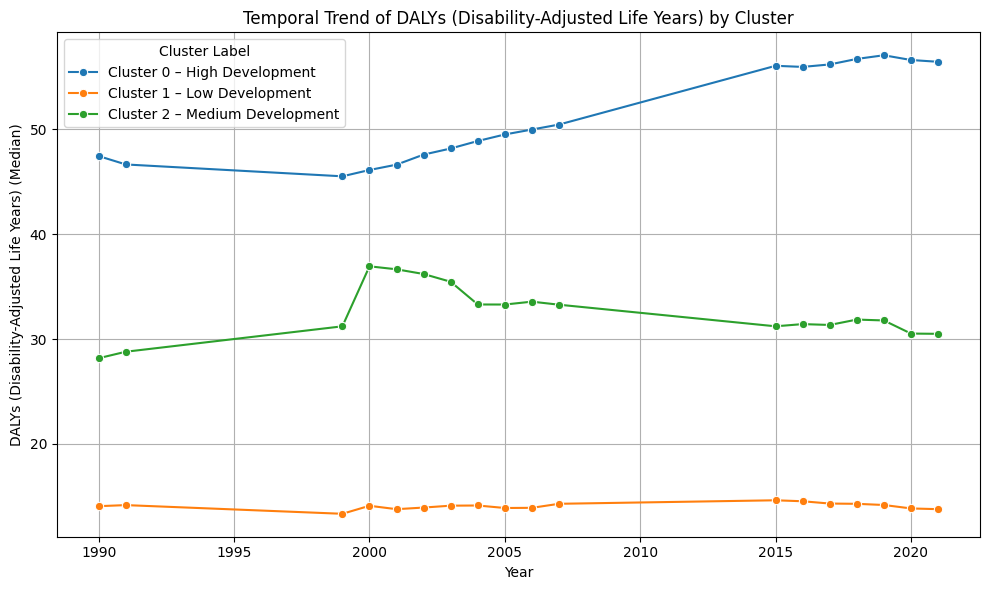 Temporal Trend of DALYs (Disability-Adjusted Life Years) by Cluster
Cluster Label
Cluster 0 – High Development
Cluster 1 – Low Development
Cluster 2 – Medium Development
DALYs (Disability-Adjusted Life Years) (Median)
50
40
30
20
1990 1995 2000 2005 2010 2015 2020
Year